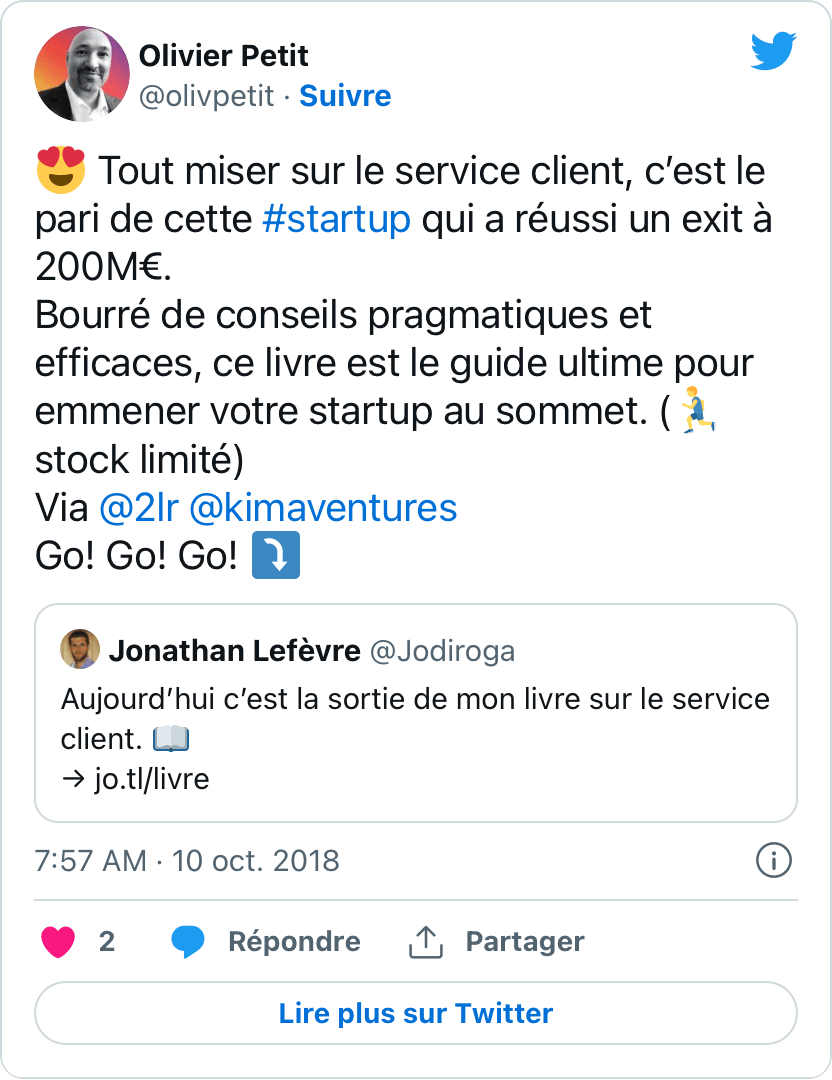 Olivier Petit
@olivpetit · Suivre
😍 Tout miser sur le service client, c’est le
pari de cette #startup qui a réussi un exit à
200M€.
Bourré de conseils pragmatiques et
efficaces, ce livre est le guide ultime pour
emmener votre startup au sommet. (🏃‍♂️
stock limité)
Via @2lr @kimaventures
Go! Go! Go! ⤵️
Jonathan Lefèvre @Jodiroga
Aujourd’hui c’est la sortie de mon livre sur le service
client. 📖
→ jo.tl/livre
7:57 AM · 10 oct. 2018
2 Répondre Partager
Lire plus sur Twitter